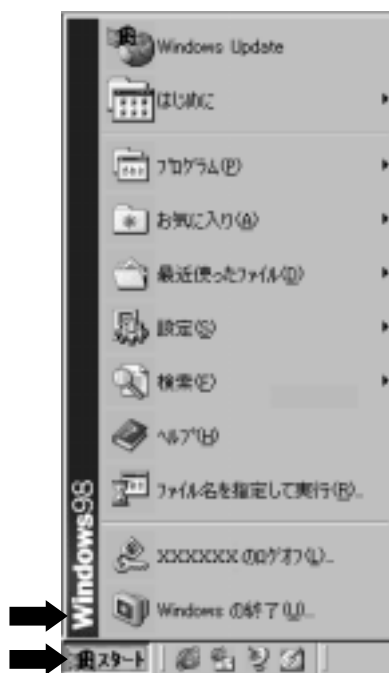 Windows Update
はじめに
プログラム(P)
お気に入り(A)
最近使ったファイル(D)
設定(S)
検索(F)
ヘルプ(H)
ファイル名を指定して実行(R)...
XXXXXX のログオフ(L)...
Windows の終了(U)...
Windows98
スタート